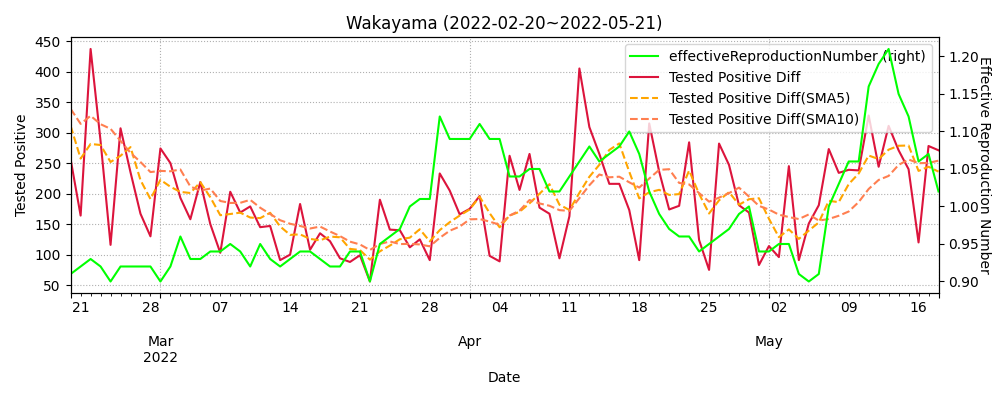 Wakayama (2022-02-20~2022-05-21)
effectiveReproductionNumber (right)
Tested Positive Diff
Tested Positive Diff(SMA5)
Tested Positive Diff(SMA10)
Tested Positive
450
400
350
300
250
200
150
100
50
1.20
1.15
1.10
1.05
1.00
0.95
0.90
Effective Reproduction Number
21 28 07 14 21 28 04 11 18 25 02 09 16
Mar Apr May
2022
Date